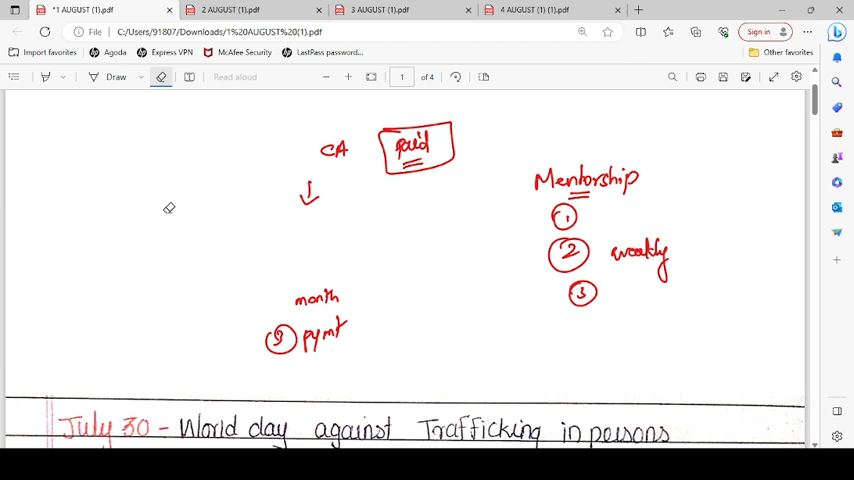 *1 AUGUST (1).pdf
2 AUGUST (1).pdf
3 AUGUST (1).pdf
4 AUGUST (1) (1).pdf
File
C:/Users/91807/Downloads/1%20AUGUST%20(1).pdf
Sign in
Import favorites
Agoda
Express VPN
McAfee Security
LastPass password...
Other favorites
Draw
Read aloud
1
of 4
CA paid
Mentorship
1
2 weekly
3
month
3 pymt
July 30 - World day against Trafficking in persons